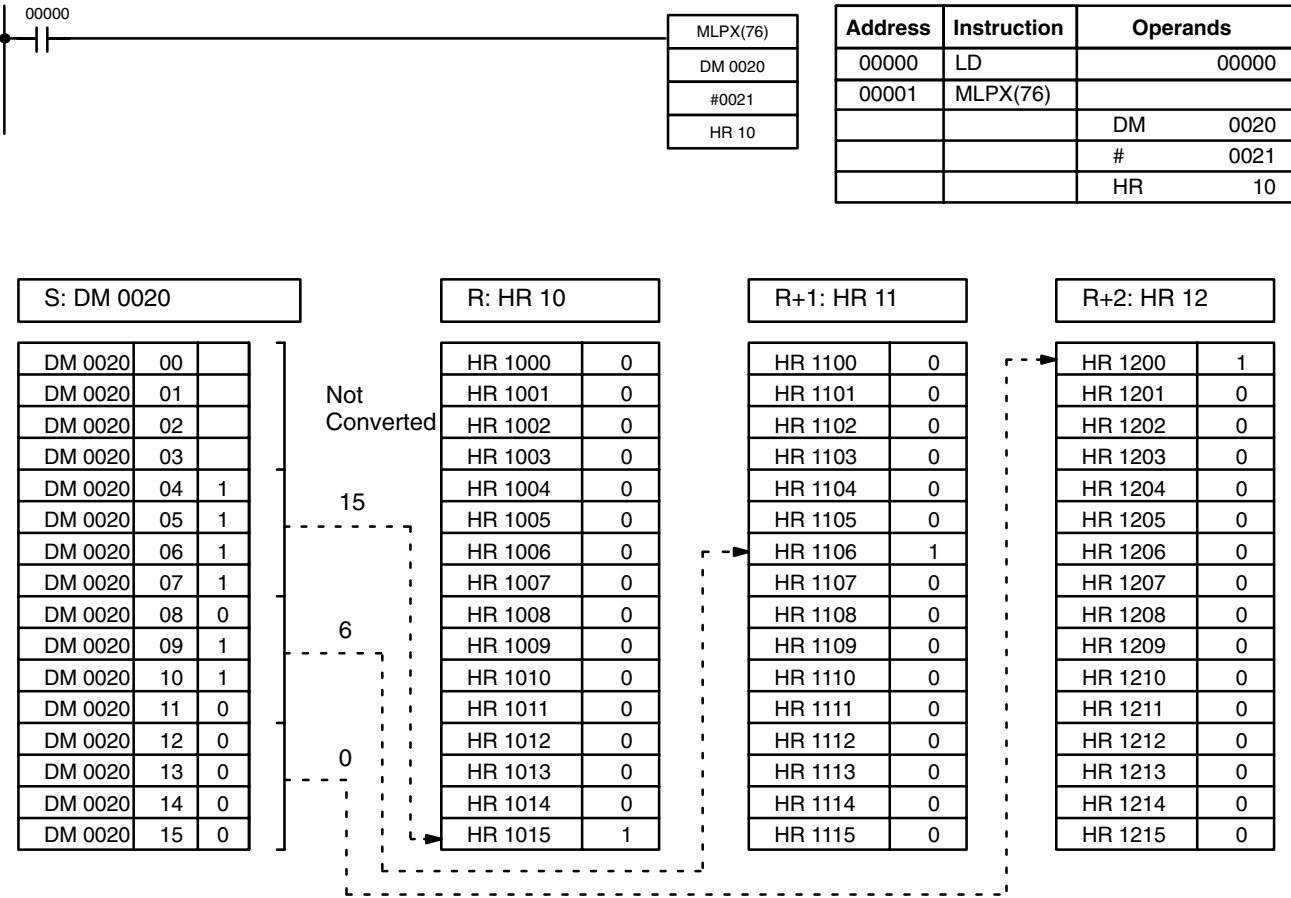 00000
MLPX(76)
DM 0020
#0021
HR 10
Address Instruction Operands
00000 LD 00000
00001 MLPX(76)
DM 0020
# 0021
HR 10
S: DM 0020 R: HR 10 R+1: HR 11 R+2: HR 12
DM 0020 00 HR 1000 0 HR 1100 0 HR 1200 1
DM 0020 01 Not HR 1001 0 HR 1101 0 HR 1201 0
DM 0020 02 Converted HR 1002 0 HR 1102 0 HR 1202 0
DM 0020 03 HR 1003 0 HR 1103 0 HR 1203 0
DM 0020 04 1 15 HR 1004 0 HR 1104 0 HR 1204 0
DM 0020 05 1 HR 1005 0 HR 1105 0 HR 1205 0
DM 0020 06 1 HR 1006 0 HR 1106 1 HR 1206 0
DM 0020 07 1 HR 1007 0 HR 1107 0 HR 1207 0
DM 0020 08 0 HR 1008 0 HR 1108 0 HR 1208 0
DM 0020 09 1 6 HR 1009 0 HR 1109 0 HR 1209 0
DM 0020 10 1 HR 1010 0 HR 1110 0 HR 1210 0
DM 0020 11 0 HR 1011 0 HR 1111 0 HR 1211 0
DM 0020 12 0 HR 1012 0 HR 1112 0 HR 1212 0
DM 0020 13 0 0 HR 1013 0 HR 1113 0 HR 1213 0
DM 0020 14 0 HR 1014 0 HR 1114 0 HR 1214 0
DM 0020 15 0 HR 1015 1 HR 1115 0 HR 1215 0